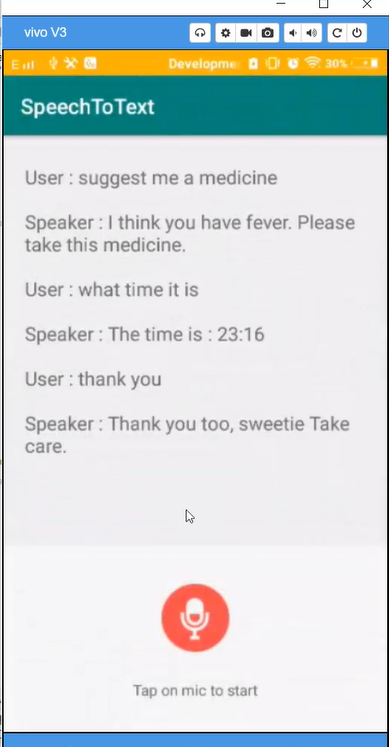 vivo V3
E
Developme
30%
SpeechToText
User : suggest me a medicine
Speaker : I think you have fever. Please
take this medicine.
User : what time it is
Speaker : The time is : 23:16
User : thank you
Speaker : Thank you too, sweetie Take
care.
Tap on mic to start